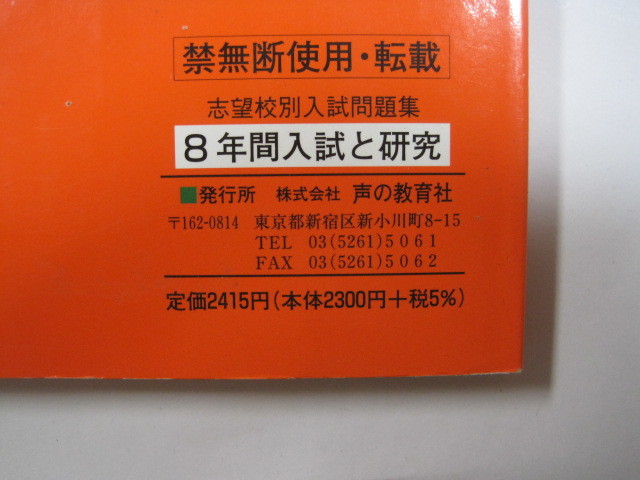 禁無断使用・転載
志望校別入試問題集
8年間入試と研究
■発行所 株式会社 声の教育社
〒162-0814 東京都新宿区新小川町8-15
TEL 03(5261)5061
FAX 03(5261)5062
定価2415円(本体2300円+税5%)